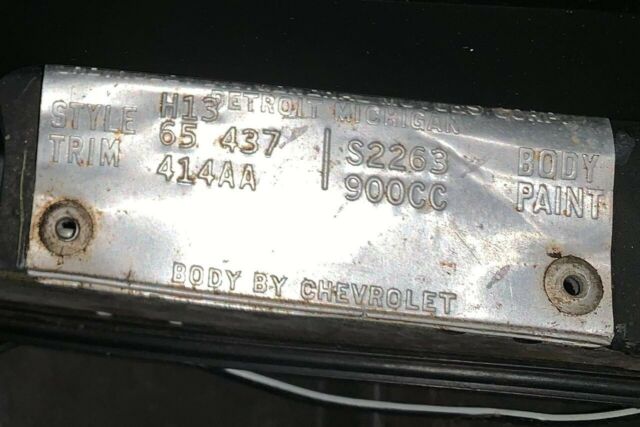 DETROIT MICHIGAN
H13
STYLE 65 437 S2263 BODY
TRIM 414AA 900CC PAINT
BODY BY CHEVROLET